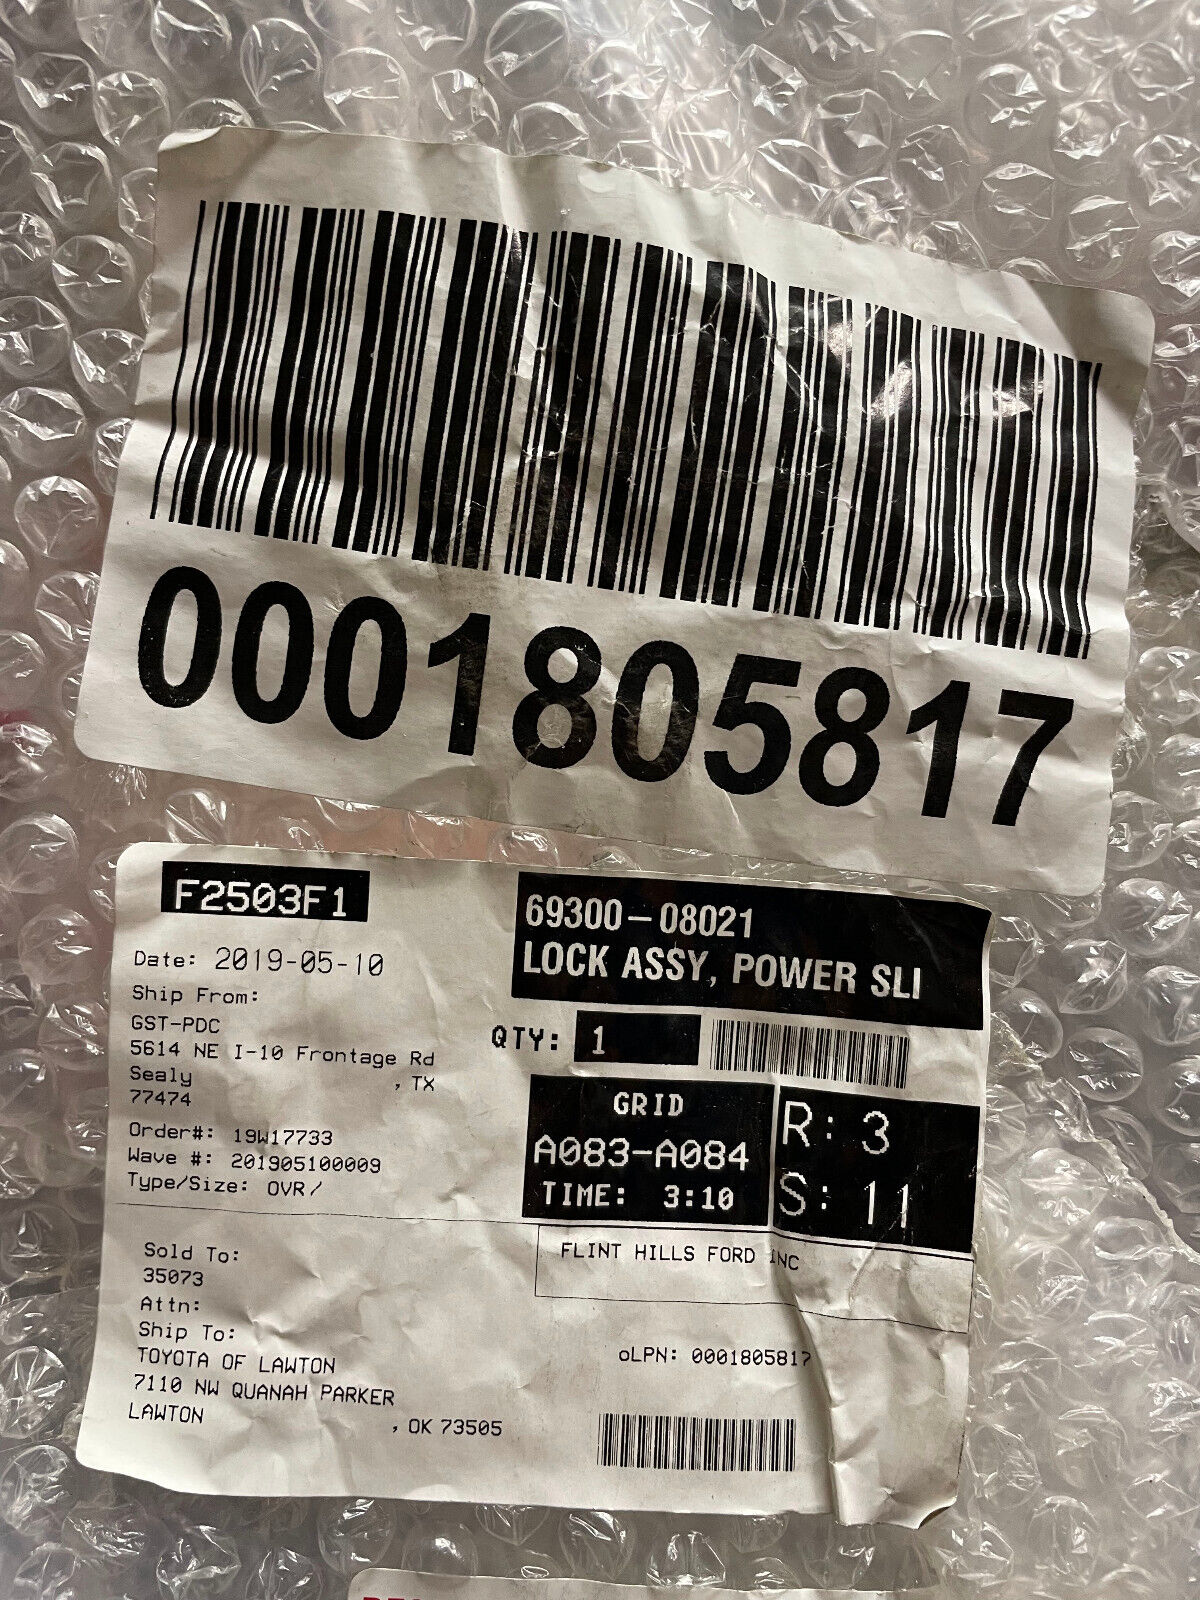 0001805817
F2503F1
Date: 2019-05-10
Ship From:
GST-PDC
5614 NE I-10 Frontage Rd
Sealy , TX
77474
Order#: 19W17733
Wave #: 201905100009
Type/Size: OVR/
69300-08021
LOCK ASSY, POWER SLI
QTY: 1
GRID
A083-A084
TIME: 3:10
R: 3
S: 11
FLINT HILLS FORD INC
Sold To:
35073
Attn:
Ship To:
TOYOTA OF LAWTON
7110 NW QUANAH PARKER
LAWTON , OK 73505
oLPN: 0001805817